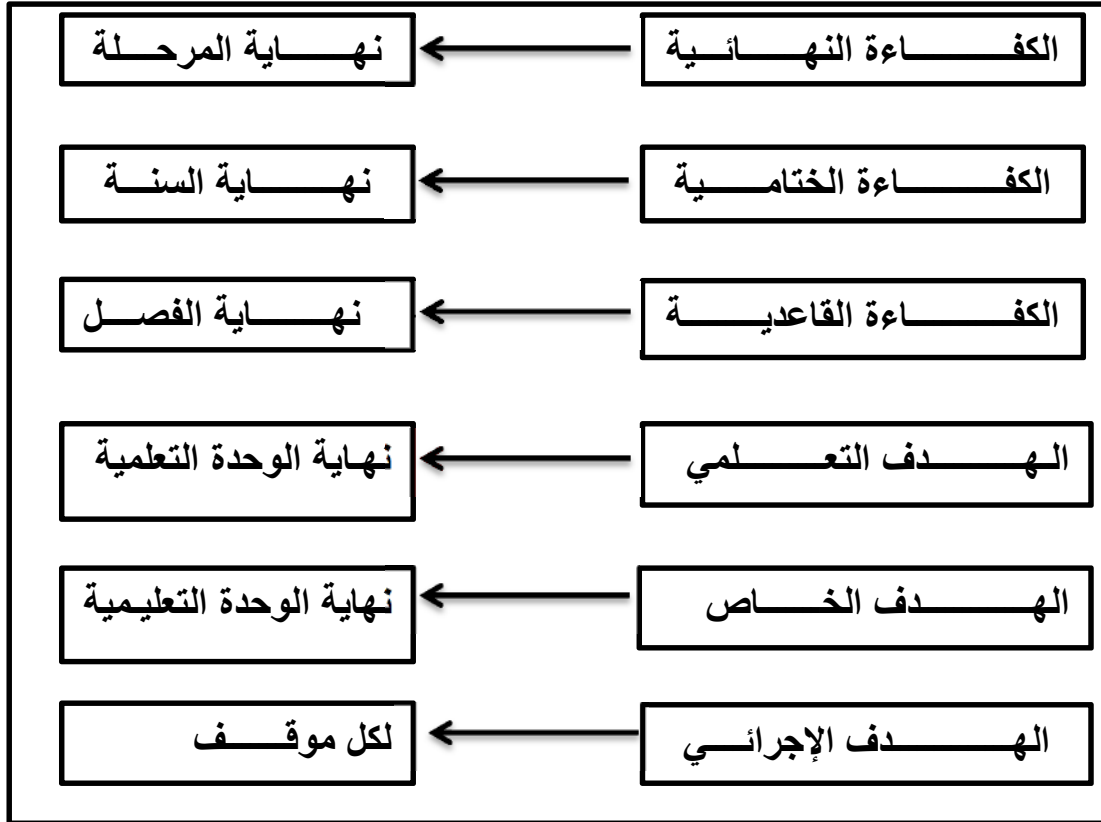 الكفاءة النهائية
نهاية المرحلة
الكفاءة الختامية
نهاية السنة
الكفاءة القاعدية
نهاية الفصل
الهدف التعلمي
نهاية الوحدة التعلمية
الهدف الخاص
نهاية الوحدة التعليمية
الهدف الإجرائي
لكل موقف